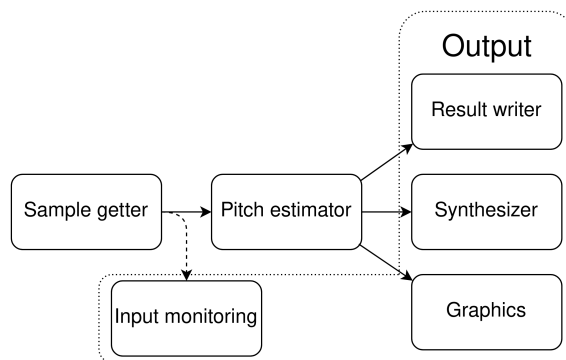 Output
Result writer
Sample getter
Pitch estimator
Synthesizer
Input monitoring
Graphics